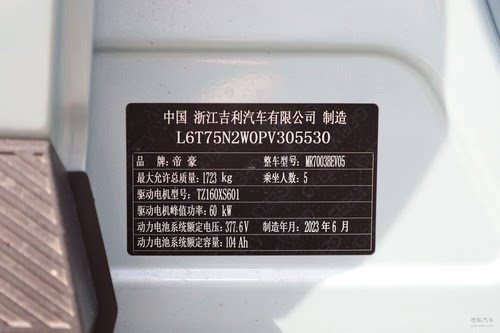 中国 浙江吉利汽车有限公司 制造
L6T75N2W0PV305530
品 牌：帝豪 整车型号：MR7003BEV05
最大允许总质量：1723 kg 乘坐人数：5
驱动电机型号：TZ160XS601
驱动电机峰值功率：60 kW
动力电池系统额定电压：377.6V 制造年月：2023 年 6 月
动力电池系统额定容量：104 Ah
搜狐汽车